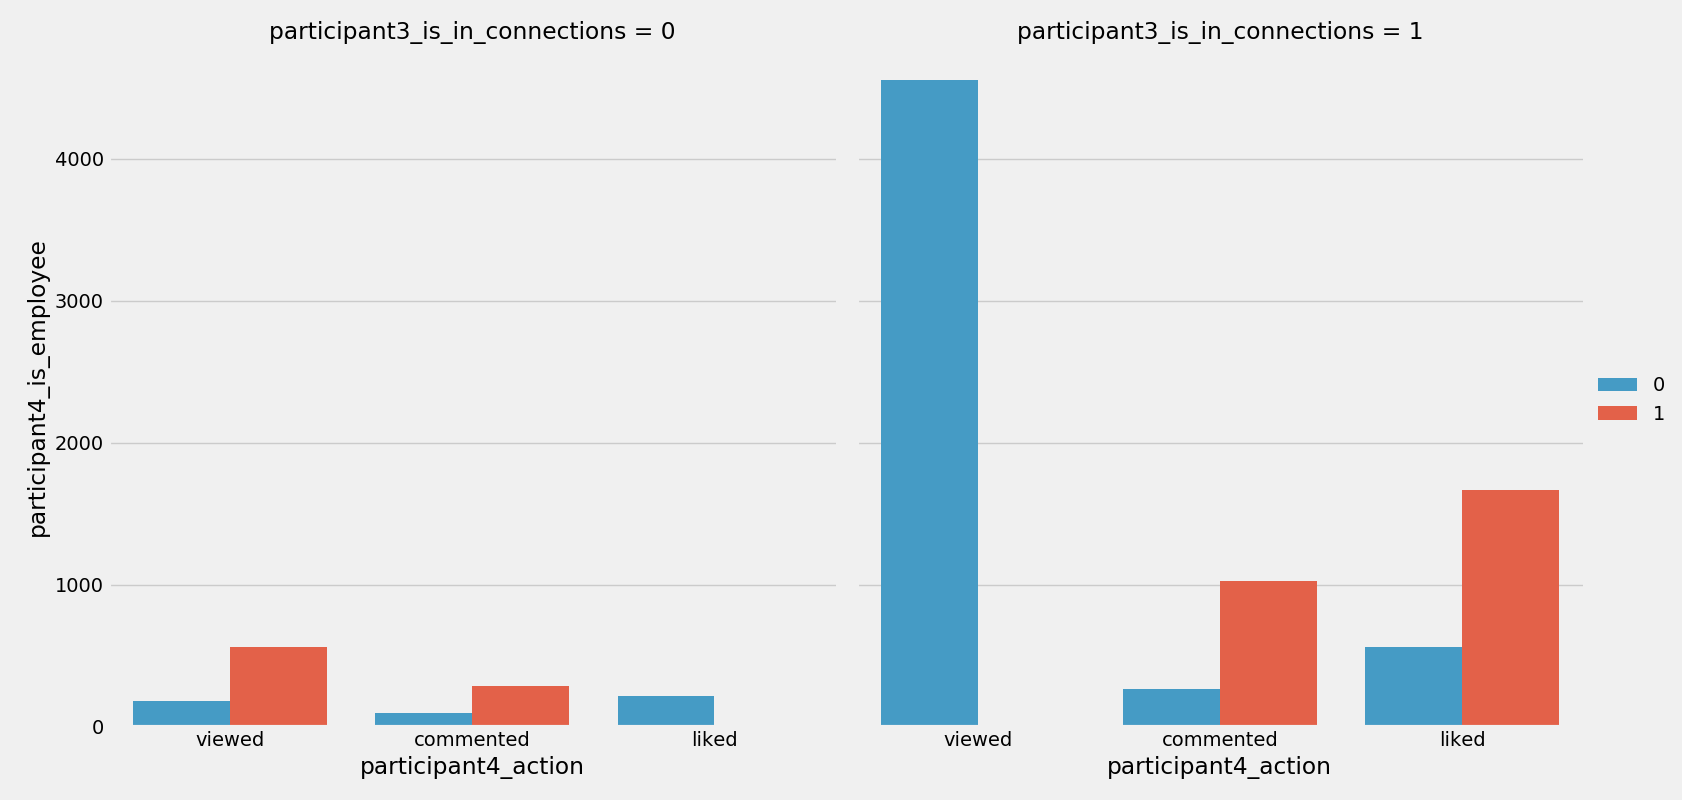 participant3_is_in_connections = 0
participant3_is_in_connections = 1
participant4_is_employee
4000
3000
2000
1000
0
viewed
commented
liked
participant4_action
viewed
commented
liked
participant4_action
0
1